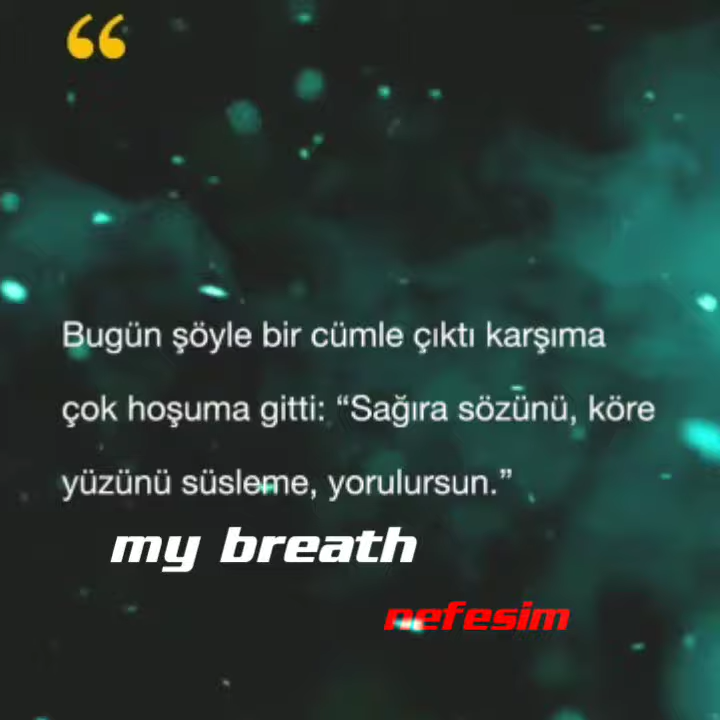 “
Bugün şöyle bir cümle çıktı karşıma
çok hoşuma gitti: “Sağıra sözünü, köre
yüzünü süsleme, yorulursun.”
my breath
nefesim